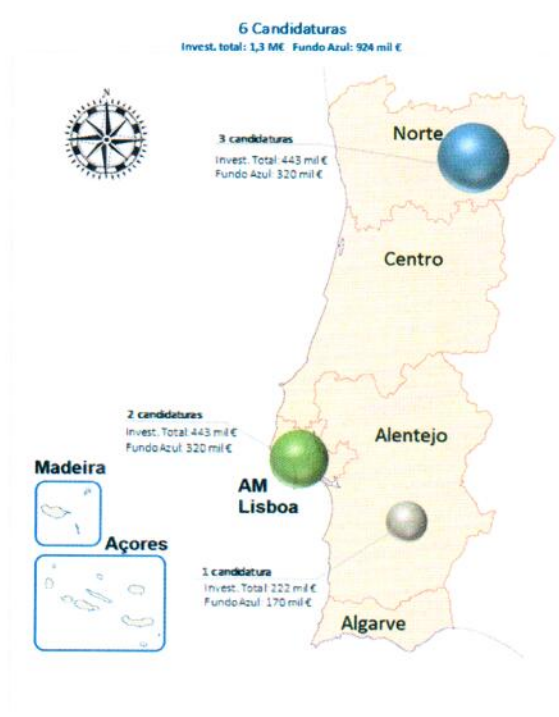 6 Candidaturas
Invest. total: 1,3 M€ Fundo Azul: 924 mil €
N
3 candidaturas
Invest. Total: 443 mil €
Fundo Azul: 320 mil €
Norte
Centro
2 candidaturas
Invest. Total: 443 mil €
Fundo Azul: 320 mil €
Alentejo
Madeira
AM
Lisboa
Açores
1 candidatura
Invest. Total: 222 mil €
Fundo Azul: 170 mil €
Algarve